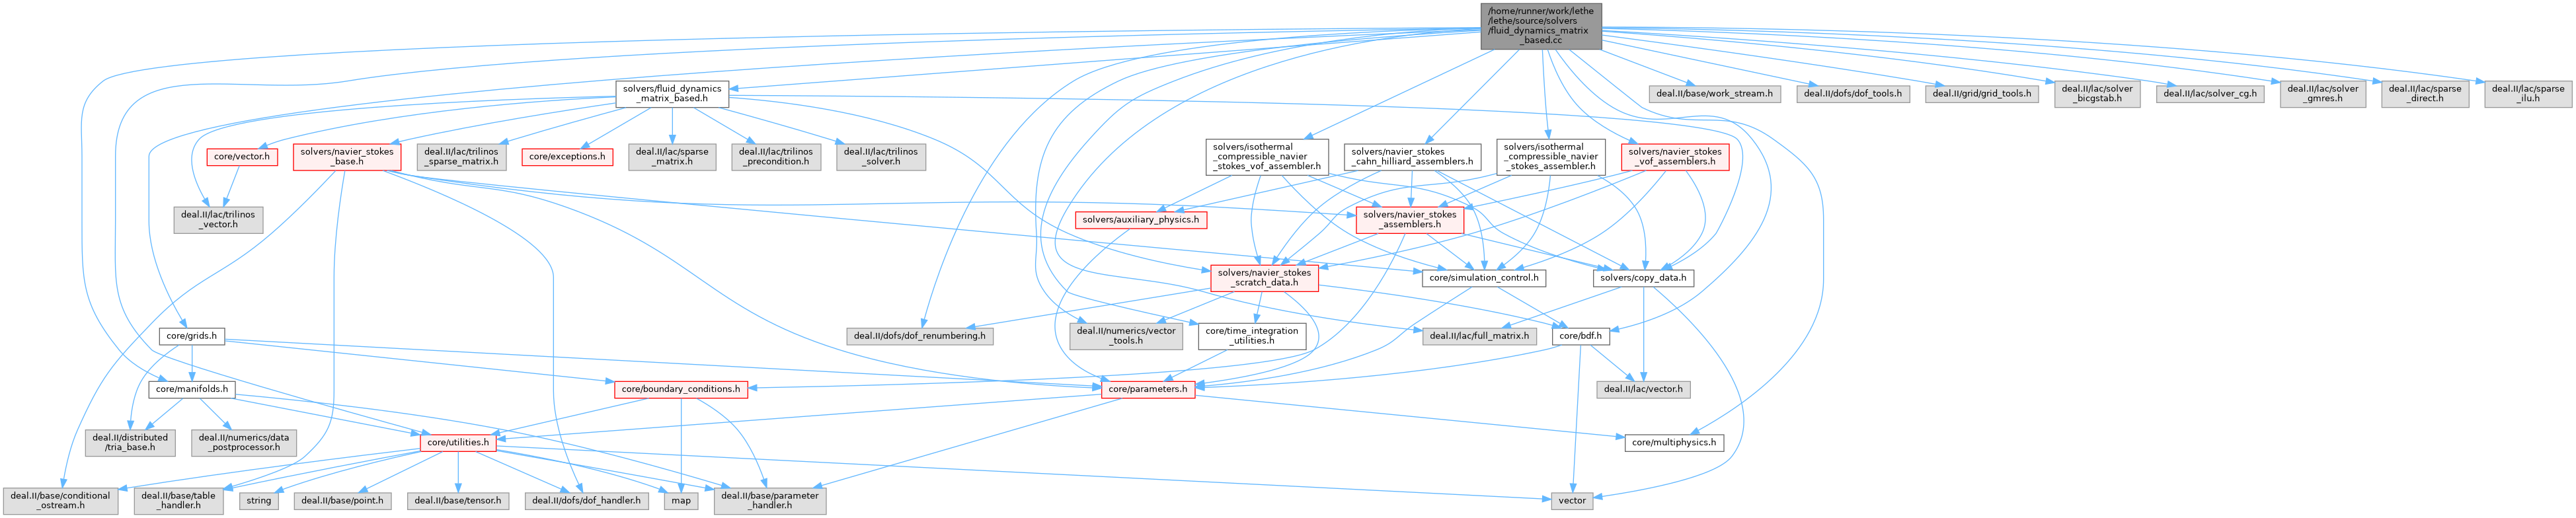 /home/runner/work/lethe
/lethe/source/solvers
/fluid_dynamics_matrix
_based.cc
solvers/fluid_dynamics
_matrix_based.h
deal.II/base/work_stream.h
deal.II/dofs/dof_tools.h
deal.II/grid/grid_tools.h
deal.II/lac/solver
_bicgstab.h
deal.II/lac/solver_cg.h
deal.II/lac/solver
_gmres.h
deal.II/lac/sparse
_direct.h
deal.II/lac/sparse
_ilu.h
core/vector.h
solvers/navier_stokes
_base.h
deal.II/lac/trilinos
_sparse_matrix.h
core/exceptions.h
deal.II/lac/sparse
_matrix.h
deal.II/lac/trilinos
_precondition.h
deal.II/lac/trilinos
_solver.h
solvers/isothermal
_compressible_navier
_stokes_vof_assembler.h
solvers/navier_stokes
_cahn_hilliard_assemblers.h
solvers/isothermal
_compressible_navier
_stokes_assembler.h
solvers/navier_stokes
_vof_assemblers.h
deal.II/lac/trilinos
_vector.h
solvers/auxiliary_physics.h
solvers/navier_stokes
_assemblers.h
solvers/navier_stokes
_scratch_data.h
core/simulation_control.h
solvers/copy_data.h
core/grids.h
deal.II/dofs/dof_renumbering.h
deal.II/numerics/vector
_tools.h
core/time_integration
_utilities.h
deal.II/lac/full_matrix.h
core/bdf.h
core/manifolds.h
core/boundary_conditions.h
core/parameters.h
deal.II/lac/vector.h
deal.II/distributed
/tria_base.h
deal.II/numerics/data
_postprocessor.h
core/utilities.h
core/multiphysics.h
deal.II/base/conditional
_ostream.h
deal.II/base/table
_handler.h
string
deal.II/base/point.h
deal.II/base/tensor.h
deal.II/dofs/dof_handler.h
map
deal.II/base/parameter
_handler.h
vector